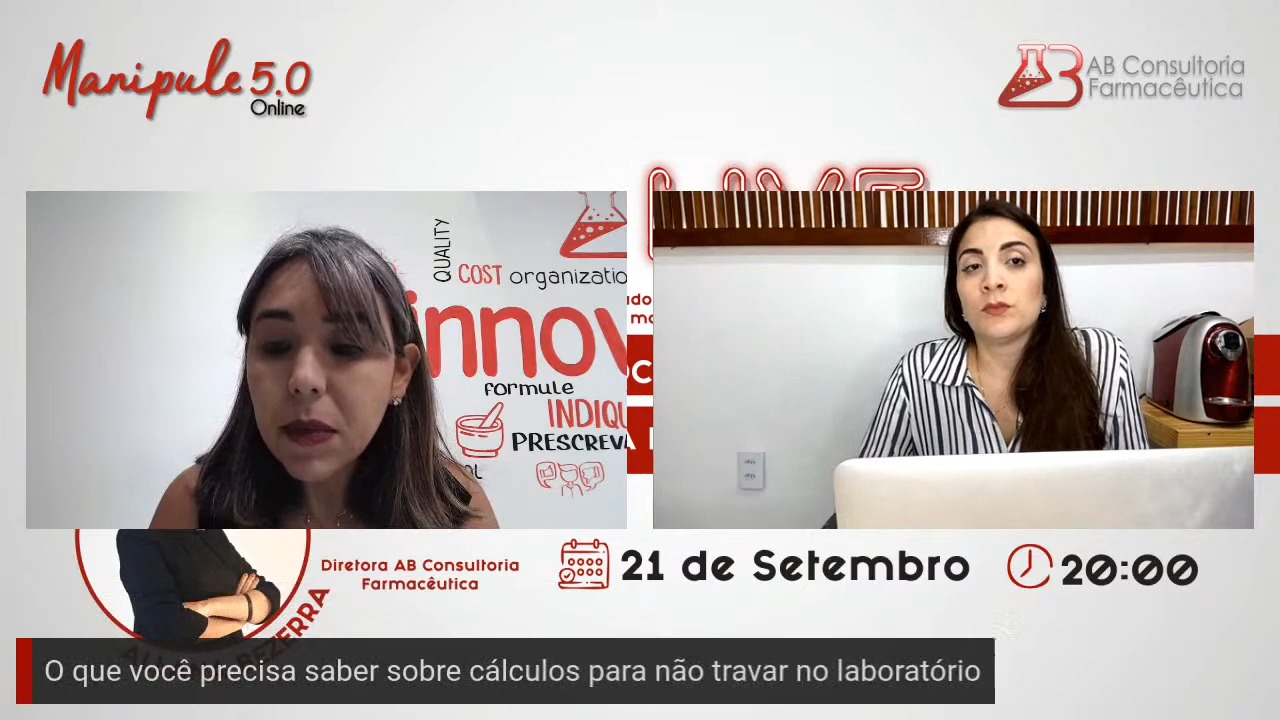 Manipule 5.0
Online
AB Consultoria
Farmacêutica
QUALITY
COST organizatio
innov
formule
INDIQU
PRESCREVA
Diretora AB Consultoria
Farmacêutica
21 de Setembro
20:00
BEZERRA
O que você precisa saber sobre cálculos para não travar no laboratório